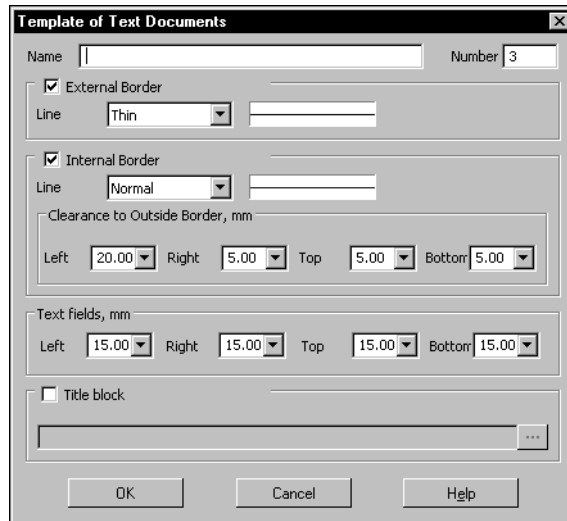 Template of Text Documents
Name Number 3
External Border
Line Thin
Internal Border
Line Normal
Clearance to Outside Border, mm
Left 20.00 Right 5.00 Top 5.00 Bottom 5.00
Text fields, mm
Left 15.00 Right 15.00 Top 15.00 Bottom 15.00
Title block
...
OK Cancel Help